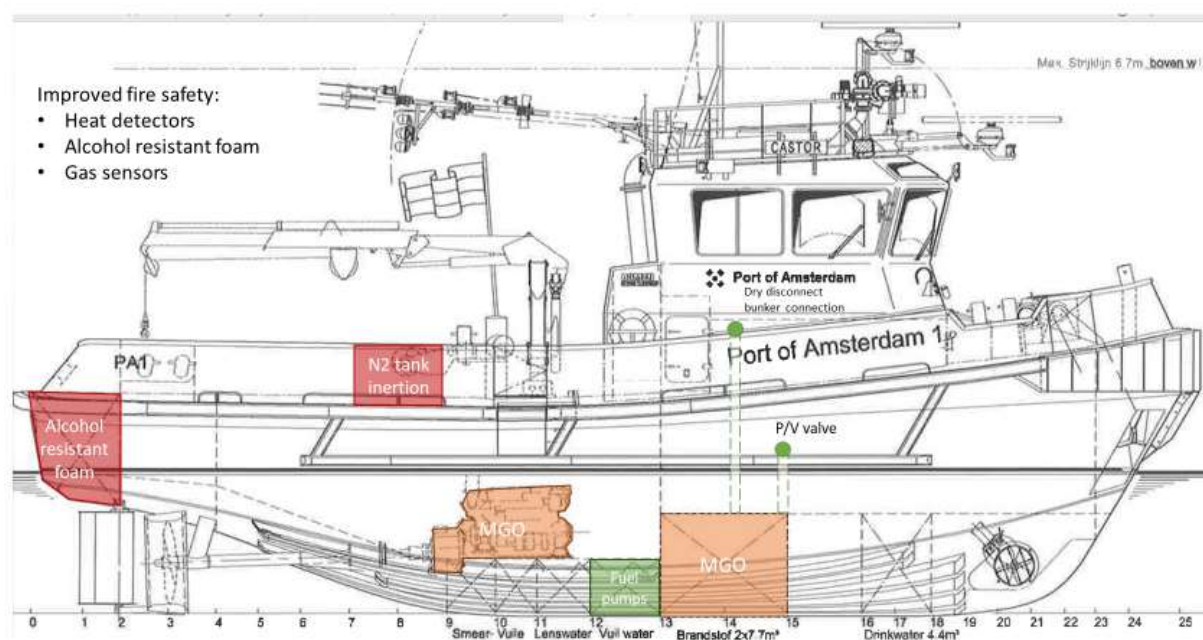 Max. Strijklijn 6.7m boven wl
Improved fire safety:
• Heat detectors
• Alcohol resistant foam
• Gas sensors
CASTOR
Port of Amsterdam
Dry disconnect
bunker connection
2
Port of Amsterdam 1
PA1
N2 tank
inertion
Alcohol
resistant
foam
P/V valve
MGO
MGO
Fuel
pumps
0 1 2 3 4 5 6 7 8 9 10 11 12 13 14 15 16 17 18 19 20 21 22 23 25
Smeer- Vuile Lenswater Vuil water Brandstof 2x7.7m³ Drinkwater 4.4m³